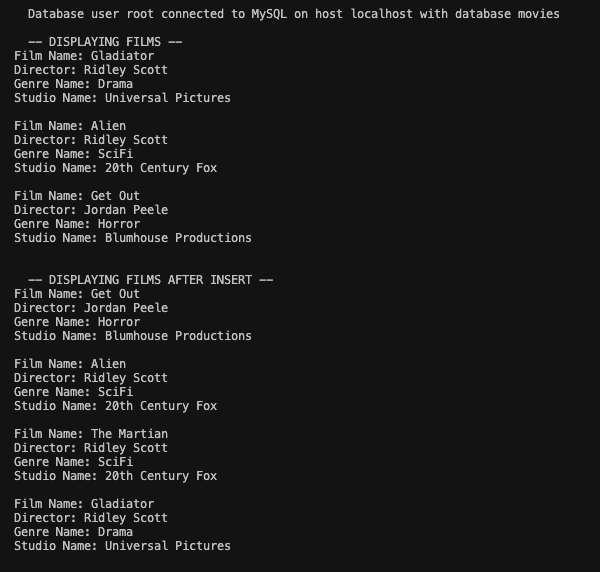 Database user root connected to MySQL on host localhost with database movies
-- DISPLAYING FILMS --
Film Name: Gladiator
Director: Ridley Scott
Genre Name: Drama
Studio Name: Universal Pictures
Film Name: Alien
Director: Ridley Scott
Genre Name: SciFi
Studio Name: 20th Century Fox
Film Name: Get Out
Director: Jordan Peele
Genre Name: Horror
Studio Name: Blumhouse Productions
-- DISPLAYING FILMS AFTER INSERT --
Film Name: Get Out
Director: Jordan Peele
Genre Name: Horror
Studio Name: Blumhouse Productions
Film Name: Alien
Director: Ridley Scott
Genre Name: SciFi
Studio Name: 20th Century Fox
Film Name: The Martian
Director: Ridley Scott
Genre Name: SciFi
Studio Name: 20th Century Fox
Film Name: Gladiator
Director: Ridley Scott
Genre Name: Drama
Studio Name: Universal Pictures